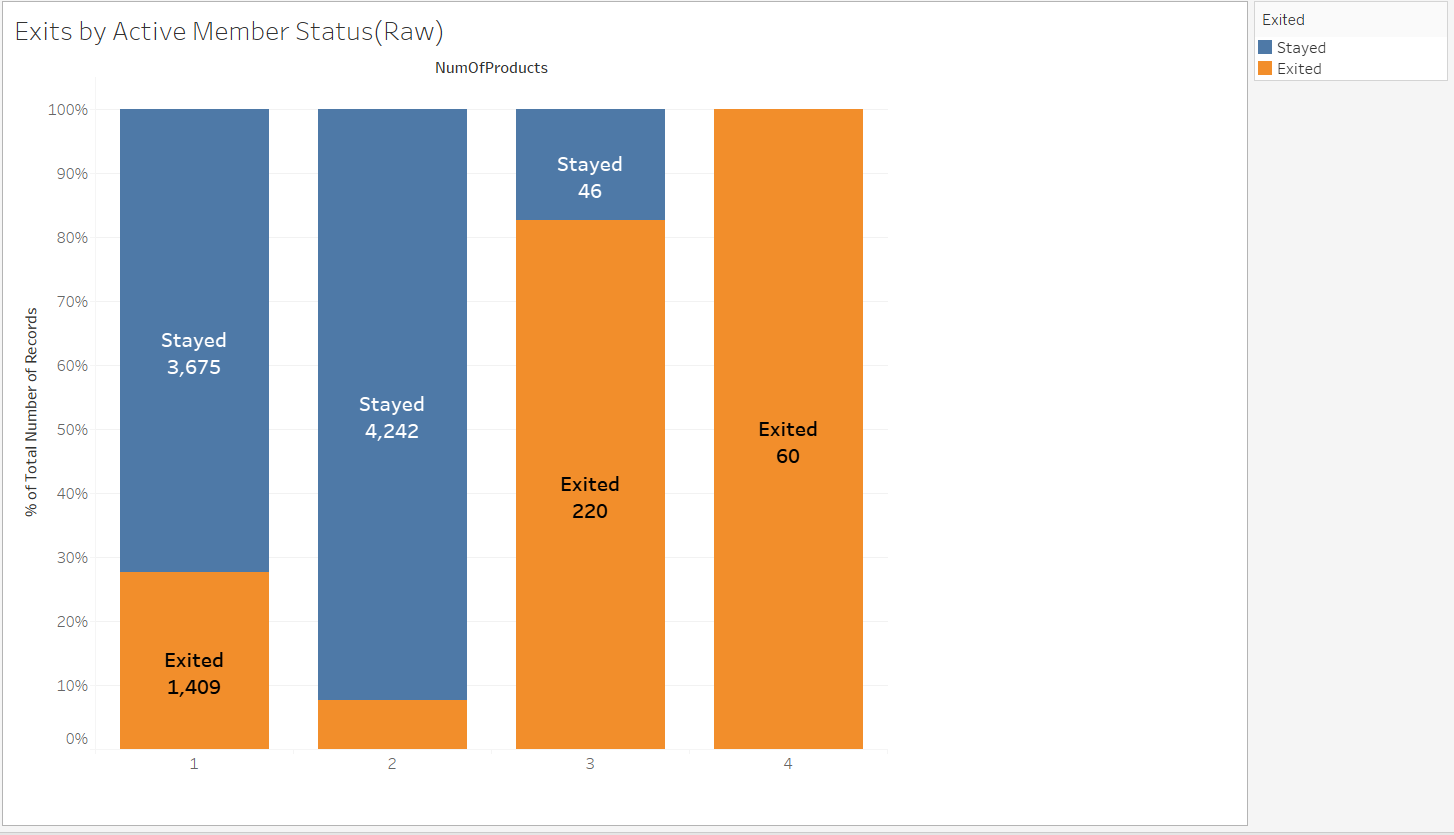 Exits by Active Member Status(Raw)
NumOfProducts
% of Total Number of Records
100%
90%
80%
70%
60%
50%
40%
30%
20%
10%
0%
Stayed
3,675
Exited
1,409
Stayed
4,242
Stayed
46
Exited
220
Exited
60
1
2
3
4
Exited
Stayed
Exited